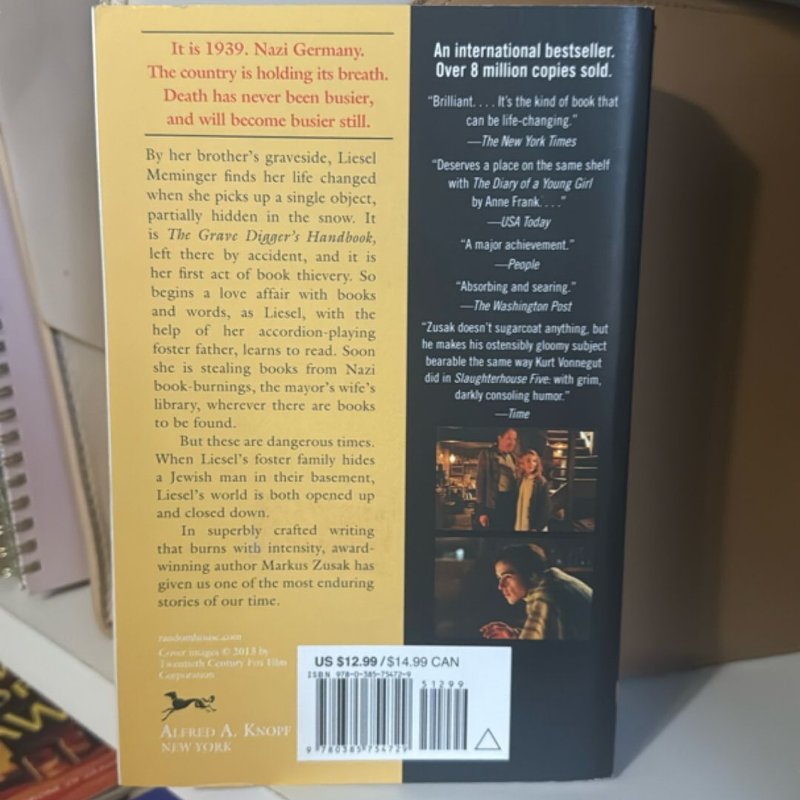 It is 1939. Nazi Germany.
The country is holding its breath.
Death has never been busier,
and will become busier still.
By her brother's graveside, Liesel
Meminger finds her life changed
when she picks up a single object,
partially hidden in the snow. It
is The Grave Digger's Handbook,
left there by accident, and it is
her first act of book thievery. So
begins a love affair with books
and words, as Liesel, with the
help of her accordion-playing
foster father, learns to read. Soon
she is stealing books from Nazi
book-burnings, the mayor's wife's
library, wherever there are books
to be found.
But these are dangerous times.
When Liesel's foster family hides
a Jewish man in their basement,
Liesel's world is both opened up
and closed down.
In superbly crafted writing
that burns with intensity, award-
winning author Markus Zusak has
given us one of the most enduring
stories of our time.
randomhouse.com
Cover images © 2013 by
Twentieth Century Fox Film
Corporation
ALFRED A. KNOPF
NEW YORK
An international bestseller.
Over 8 million copies sold.
"Brilliant. . . . It's the kind of book that
can be life-changing."
—The New York Times
"Deserves a place on the same shelf
with The Diary of a Young Girl
by Anne Frank. . . ."
—USA Today
"A major achievement."
—People
"Absorbing and searing."
—The Washington Post
"Zusak doesn't sugarcoat anything, but
he makes his ostensibly gloomy subject
bearable the same way Kurt Vonnegut
did in Slaughterhouse Five: with grim,
darkly consoling humor."
—Time
US $12.99 / $14.99 CAN
ISBN 978-0-385-75472-9
51299
9 780385 754729